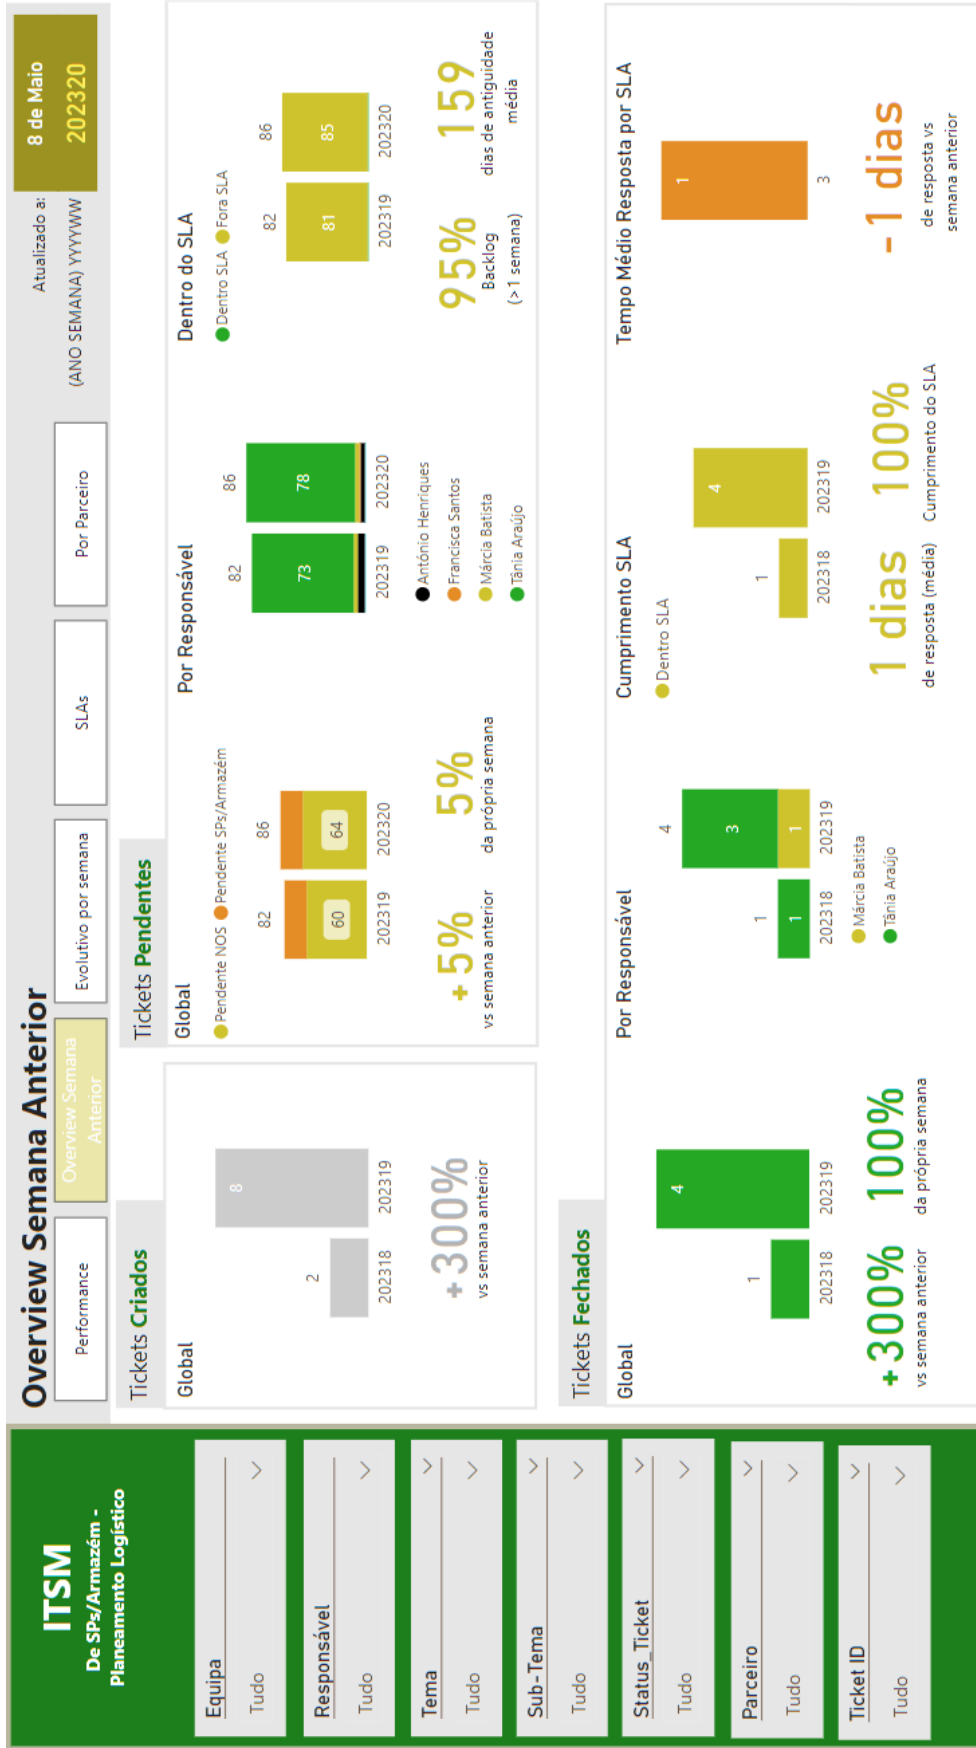 ITSM
De SPs/Armazém -
Planeamento Logístico
Equipa
Tudo
Responsável
Tudo
Tema
Tudo
Sub-Tema
Tudo
Status_Ticket
Tudo
Parceiro
Tudo
Ticket ID
Tudo
Overview Semana Anterior
Atualizado a:
8 de Maio
(ANO SEMANA) YYYYWW
202320
Performance
Overview Semana
Anterior
Evolutivo por semana
SLAs
Por Parceiro
Tickets Criados
Global
2
8
202318
202319
+300%
vs semana anterior
Tickets Pendentes
Global
Pendente NOS
Pendente SPs/Armazém
82
86
60
64
202319
202320
+5%
vs semana anterior
5%
da própria semana
Por Responsável
82
86
73
78
202319
202320
António Henriques
Francisca Santos
Márcia Batista
Tânia Araújo
Dentro do SLA
Dentro SLA
Fora SLA
82
86
81
85
202319
202320
95%
Backlog
(>1 semana)
159
dias de antiguidade
média
Tickets Fechados
Global
1
4
202318
202319
+300%
vs semana anterior
100%
da própria semana
Por Responsável
1
4
1
3
1
202318
202319
Márcia Batista
Tânia Araújo
Cumprimento SLA
Dentro SLA
1
4
202318
202319
1 dias
de resposta (média)
100%
Cumprimento do SLA
Tempo Médio Resposta por SLA
1
3
-1 dias
de resposta vs
semana anterior